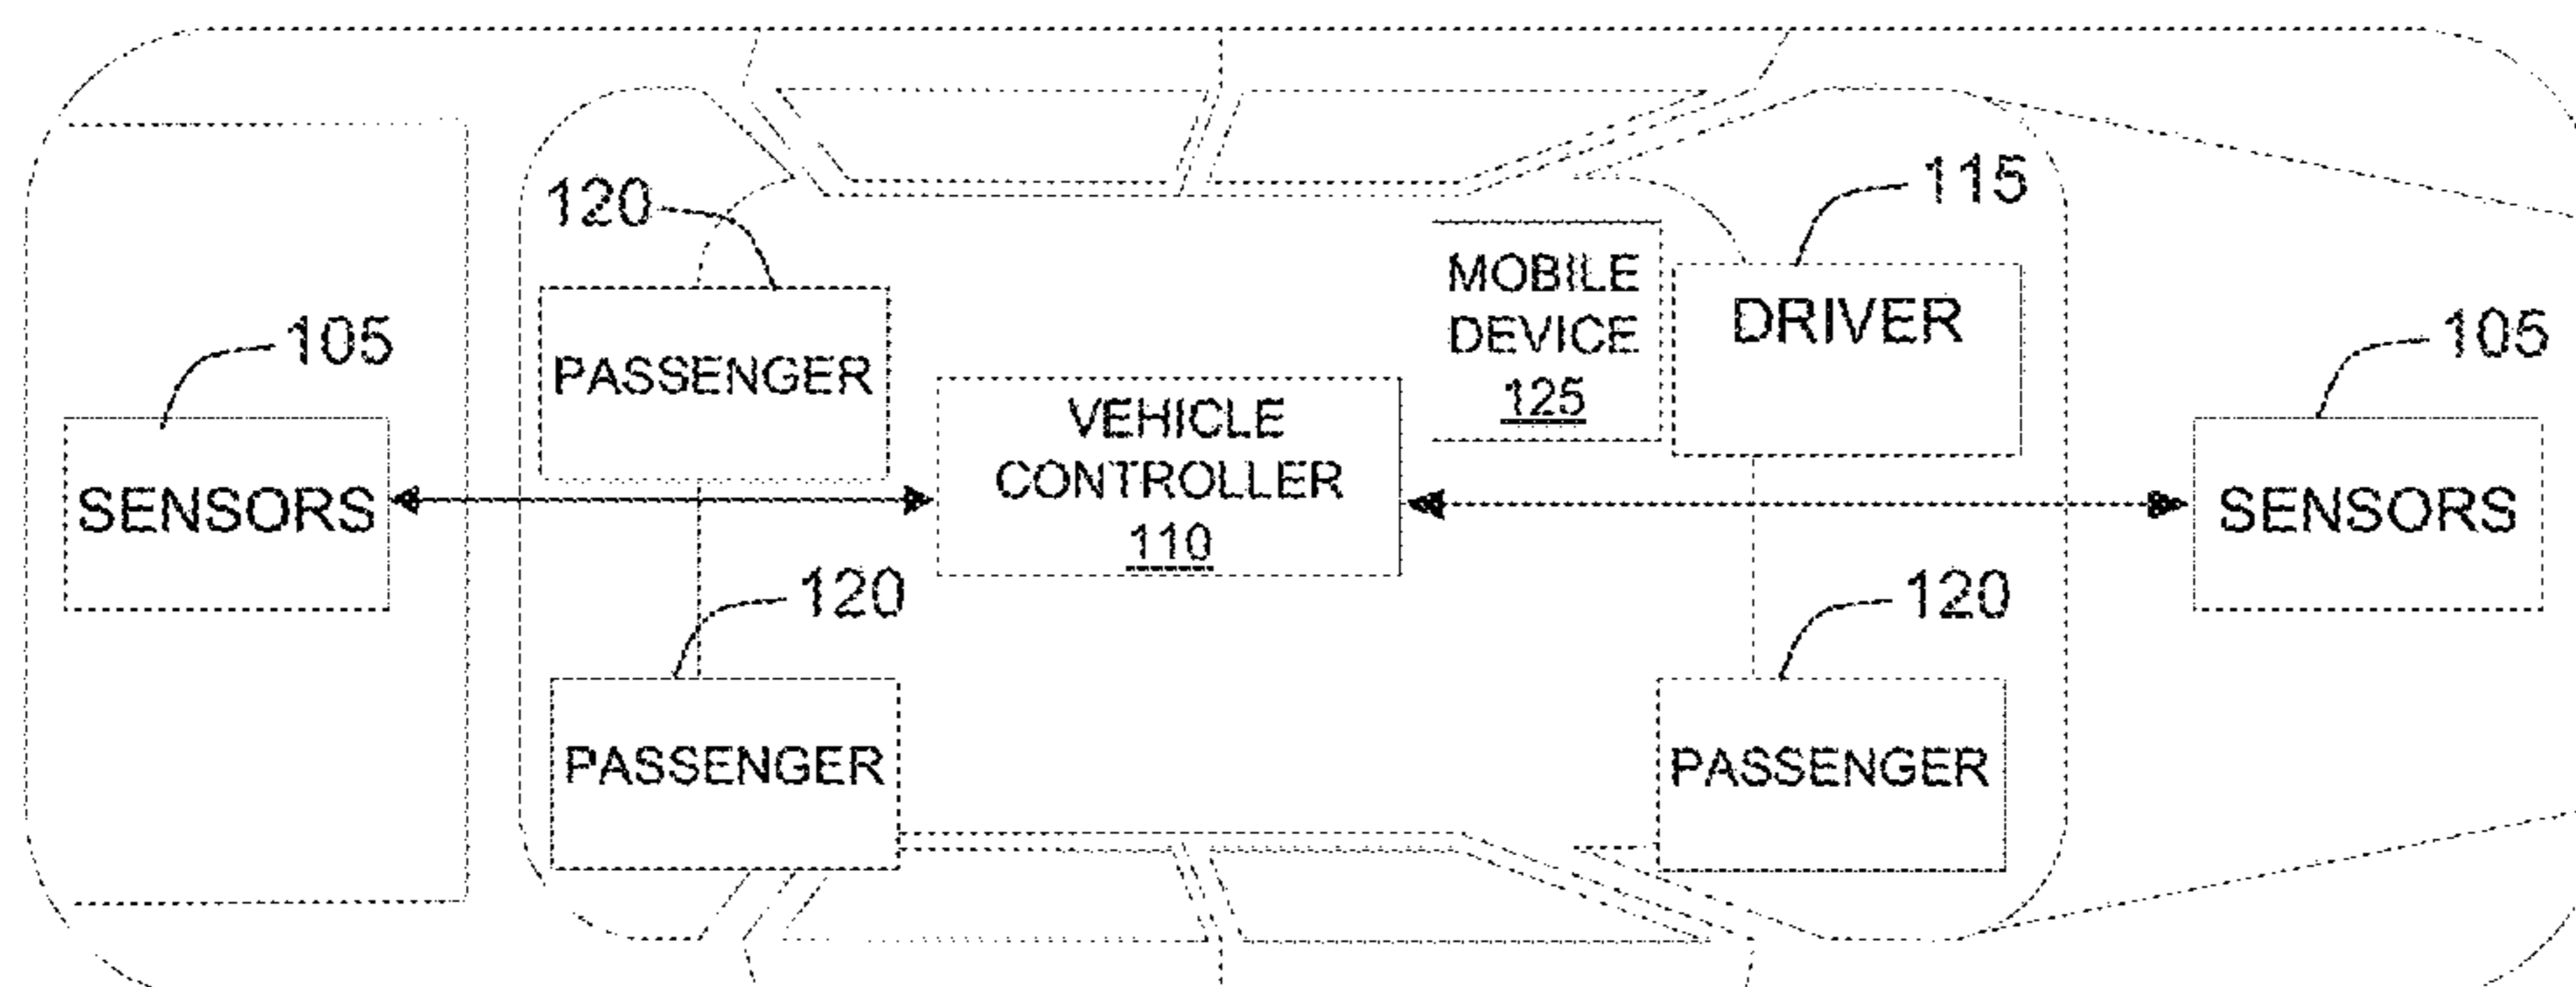 115
120
MOBILE
DEVICE
125
DRIVER
105
105
PASSENGER
VEHICLE
CONTROLLER
110
SENSORS
SENSORS
120
120
PASSENGER
PASSENGER